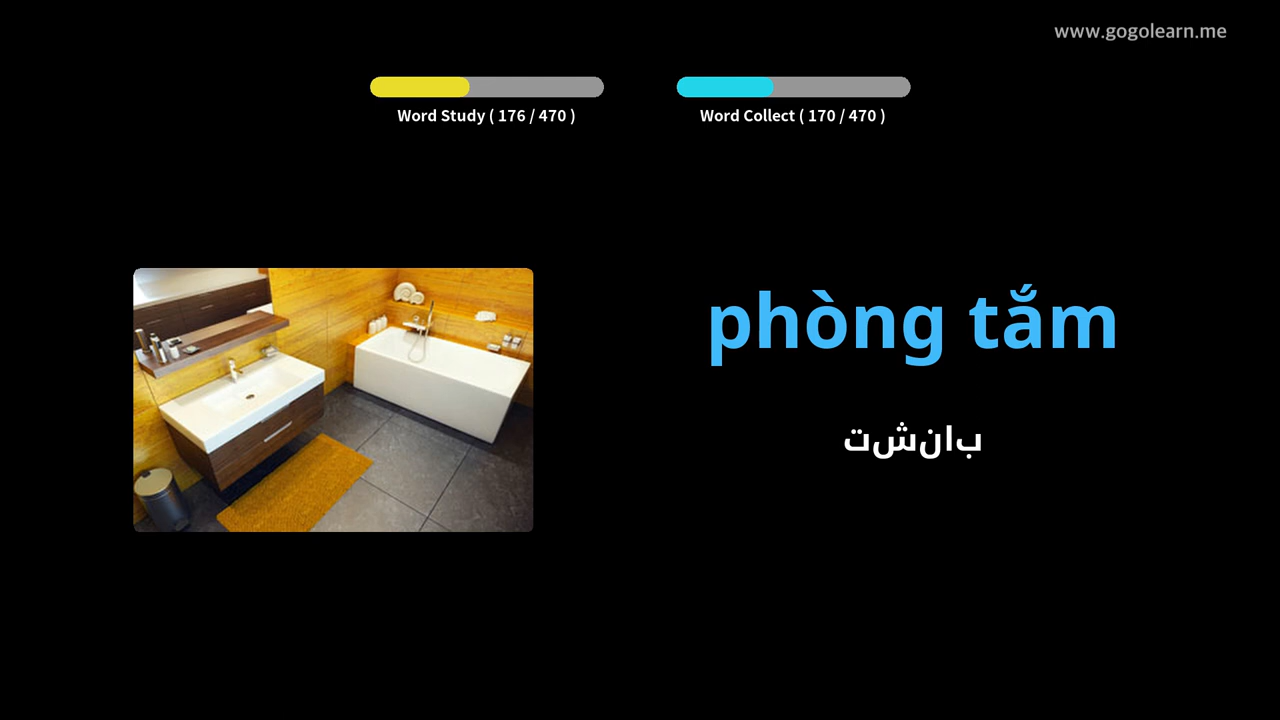 www.gogolearn.me
Word Study ( 176 / 470 )
Word Collect ( 170 / 470 )
phòng tắm
بانشت